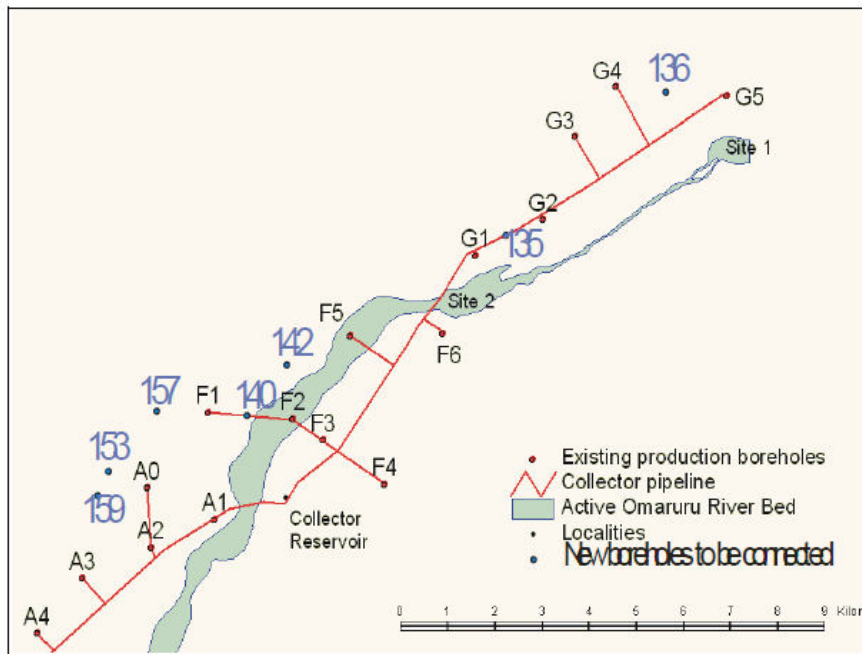 G4
136
G5
G3
Site 1
G2
G1
135
Site 2
F5
F6
142
157
F1
140
F2
F3
153
A0
F4
159
A1
A2
Collector
Reservoir
A3
A4
Existing production boreholes
Collector pipeline
Active Omaruru River Bed
Localities
New boreholes to be connected
0 1 2 3 4 5 6 7 8 9 Kilom